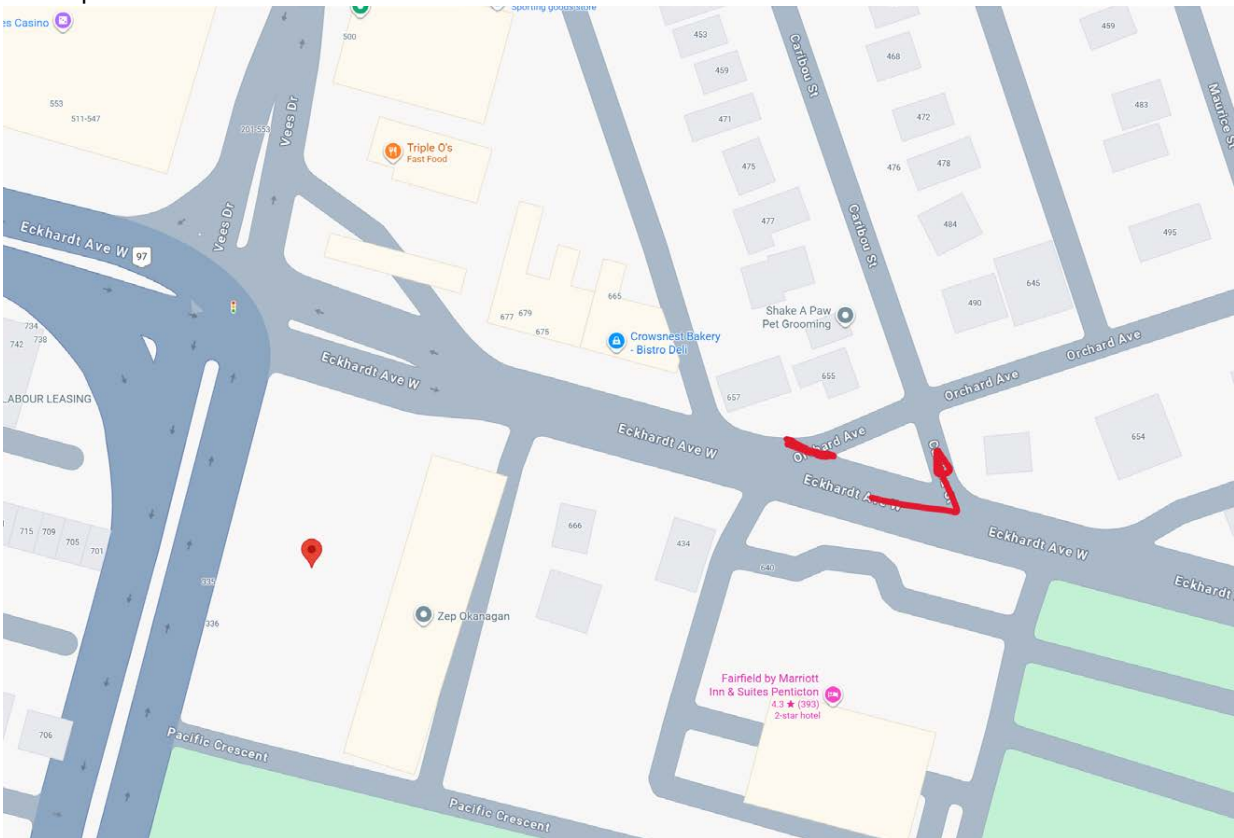 es Casino
Sporting goods store
500
553
511-547
201-553
Vees Dr
Triple O's
Fast Food
Vees Dr
Eckhardt Ave W
97
453
459
471
475
477
Caribou St
Caribou St
468
472
476
478
484
490
645
459
483
495
Maurice St
734
738
742
LABOUR LEASING
Eckhardt Ave W
677
679
675
665
Crowsnest Bakery
- Bistro Deli
Shake A Paw
Pet Grooming
655
657
Orchard Ave
Orchard Ave
Orchard Ave
Eckhardt Ave W
Eckhardt Ave W
Eckhardt Ave W
Eckhardt
654
715
709
705
701
335
336
666
434
640
Zep Okanagan
Fairfield by Marriott
Inn & Suites Penticton
4.3 ★ (393)
2-star hotel
706
Pacific Crescent
Pacific Crescent